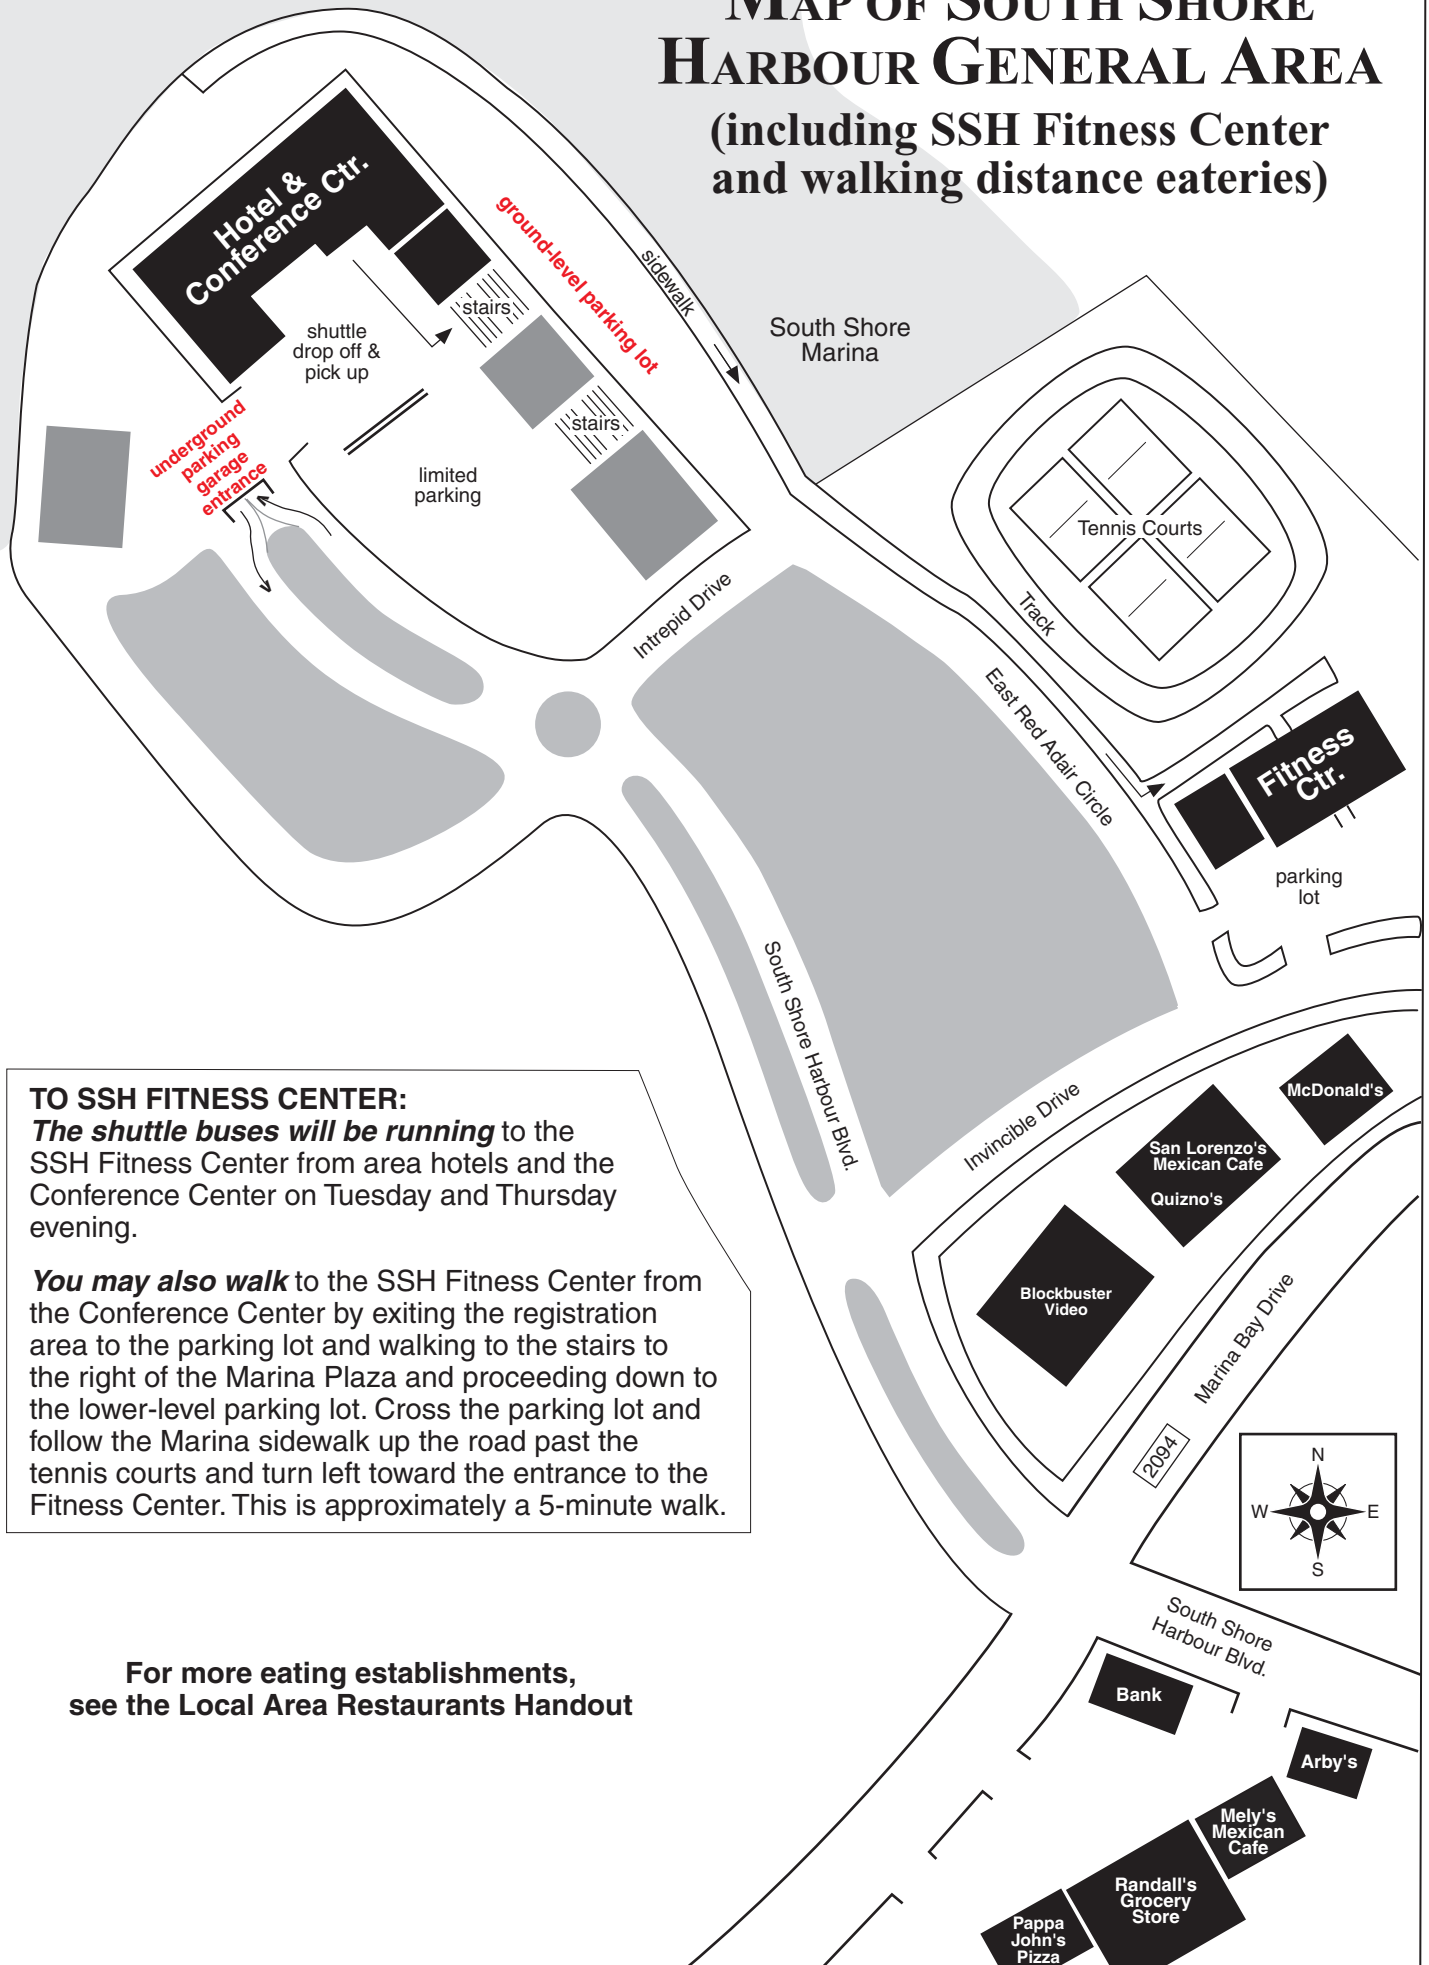 MAP OF SOUTH SHORE
HARBOUR GENERAL AREA
(including SSH Fitness Center
and walking distance eateries)
Hotel &
Conference Ctr.
ground-level parking lot
sidewalk
stairs
South Shore
Marina
shuttle
drop off &
pick up
stairs
underground
parking
garage
entrance
limited
parking
Tennis Courts
Intrepid Drive
Track
East Red Adair Circle
Fitness
Ctr.
parking
lot
South Shore Harbour Blvd.
Invincible Drive
McDonald's
San Lorenzo's
Mexican Cafe
Quizno's
Blockbuster
Video
TO SSH FITNESS CENTER:
The shuttle buses will be running to the
SSH Fitness Center from area hotels and the
Conference Center on Tuesday and Thursday
evening.
You may also walk to the SSH Fitness Center from
the Conference Center by exiting the registration
area to the parking lot and walking to the stairs to
the right of the Marina Plaza and proceeding down to
the lower-level parking lot. Cross the parking lot and
follow the Marina sidewalk up the road past the
tennis courts and turn left toward the entrance to the
Fitness Center. This is approximately a 5-minute walk.
Marina Bay Drive
2094
N
W E
S
South Shore
Harbour Blvd.
For more eating establishments,
see the Local Area Restaurants Handout
Bank
Arby's
Mely's
Mexican
Cafe
Randall's
Grocery
Store
Pappa
John's
Pizza